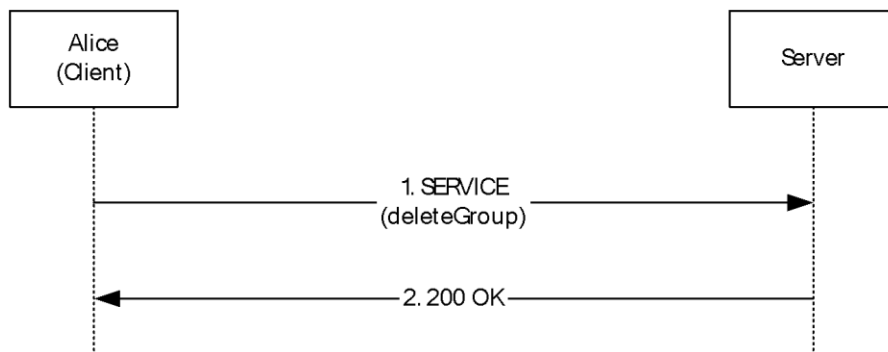 Alice
(Client)
Server
1. SERVICE
(deleteGroup)
2. 200 OK